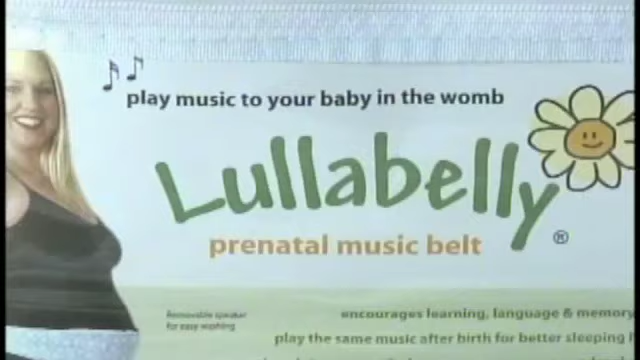 play music to your baby in the womb
Lullabelly®
prenatal music belt
Removable speaker
for easy washing
encourages learning, language & memory
play the same music after birth for better sleeping